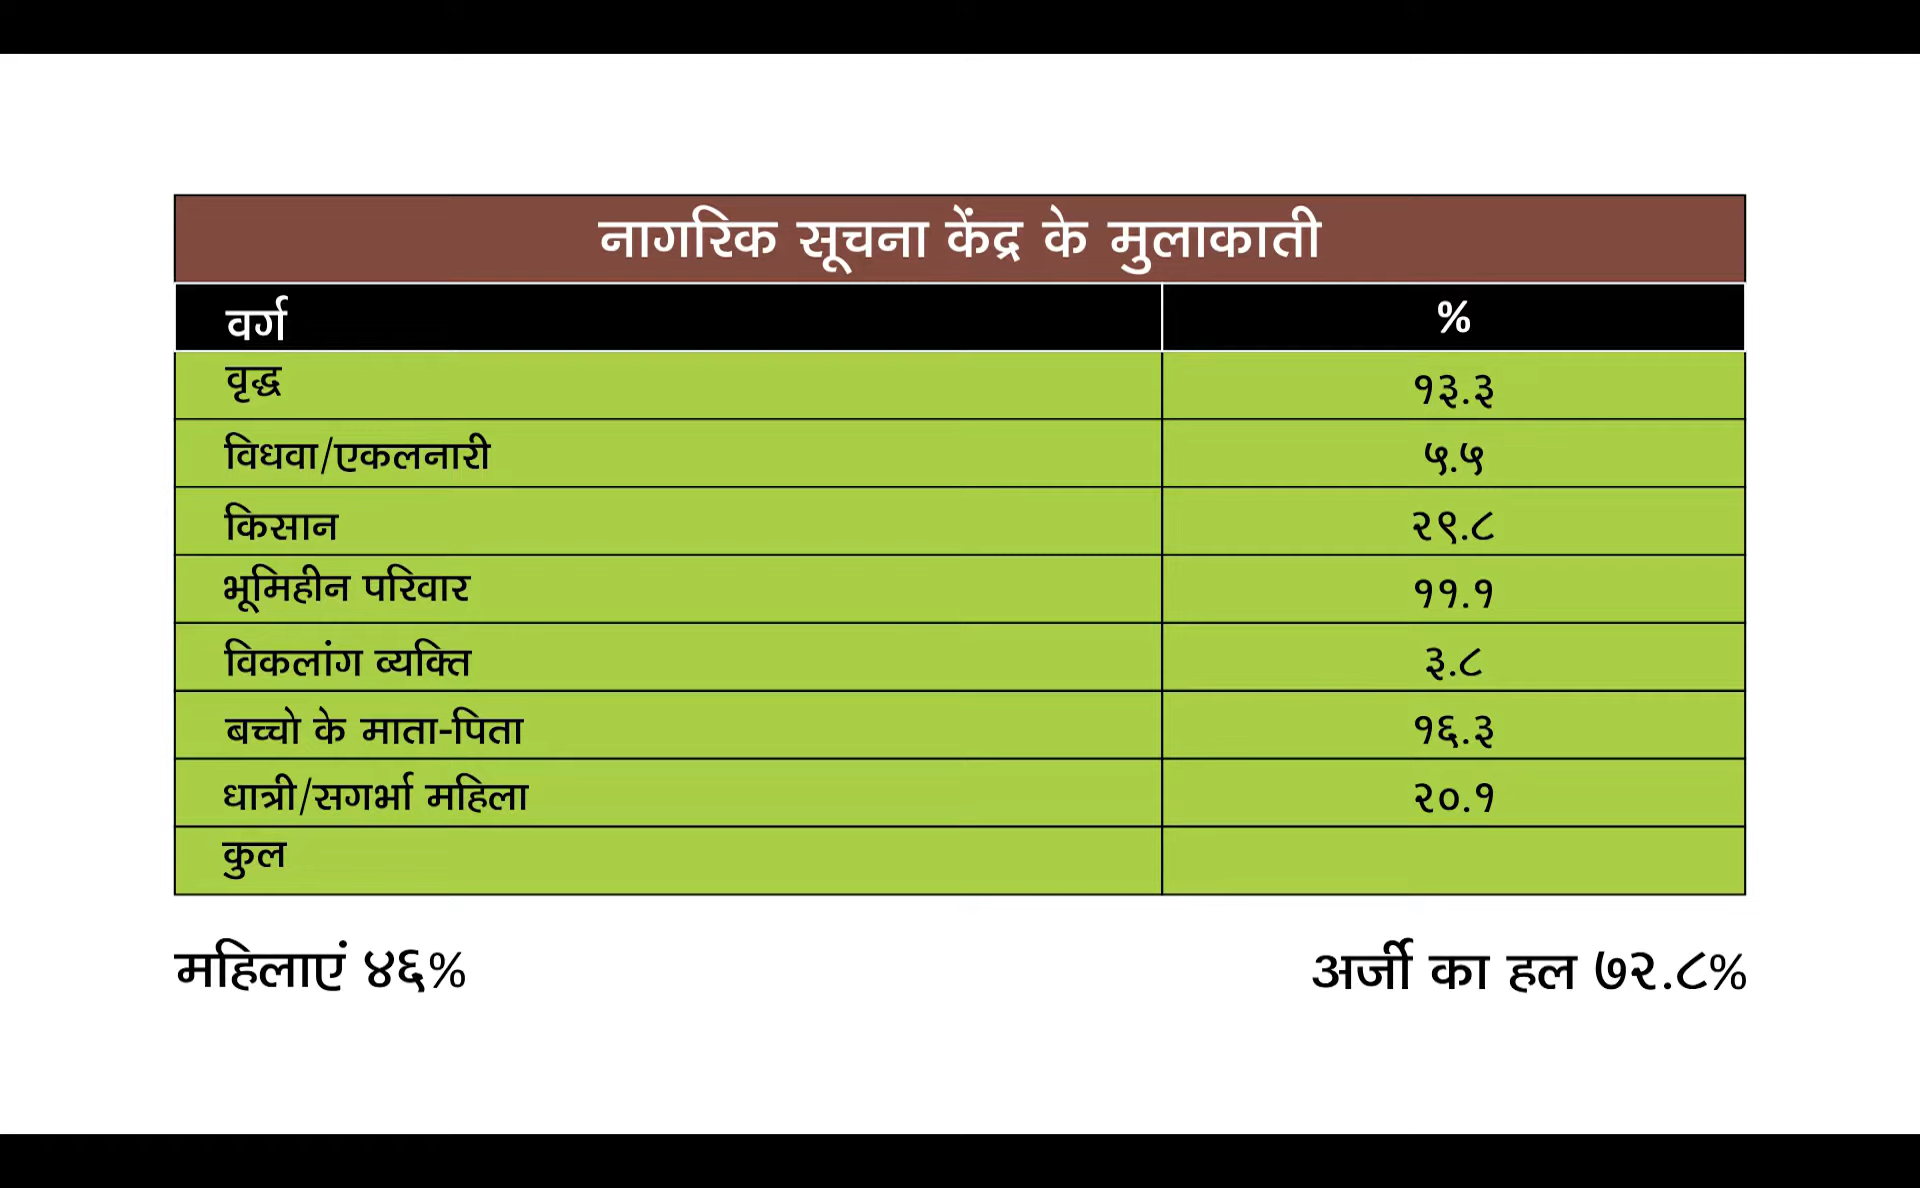 नागरिक सूचना केंद्र के मुलाकाती
वर्ग %
वृद्ध १३.३
विधवा/एकलनारी ५.५
किसान २९.८
भूमिहीन परिवार ११.१
विकलांग व्यक्ति ३.८
बच्चो के माता-पिता १६.३
धात्री/सगर्भा महिला २०.१
कुल
महिलाएं ४६% अर्जी का हल ७२.८%